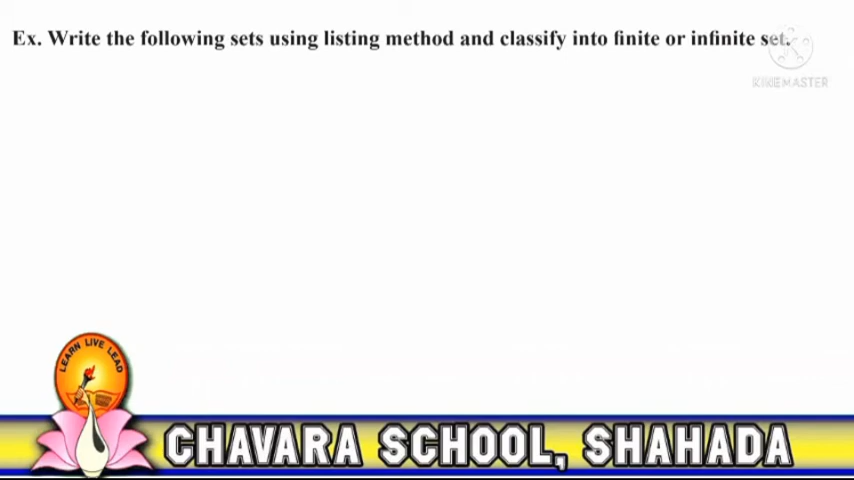 Ex. Write the following sets using listing method and classify into finite or infinite set.
KINEMASTER
LEARN LIVE LEAD
CHAVARA SCHOOL, SHAHADA